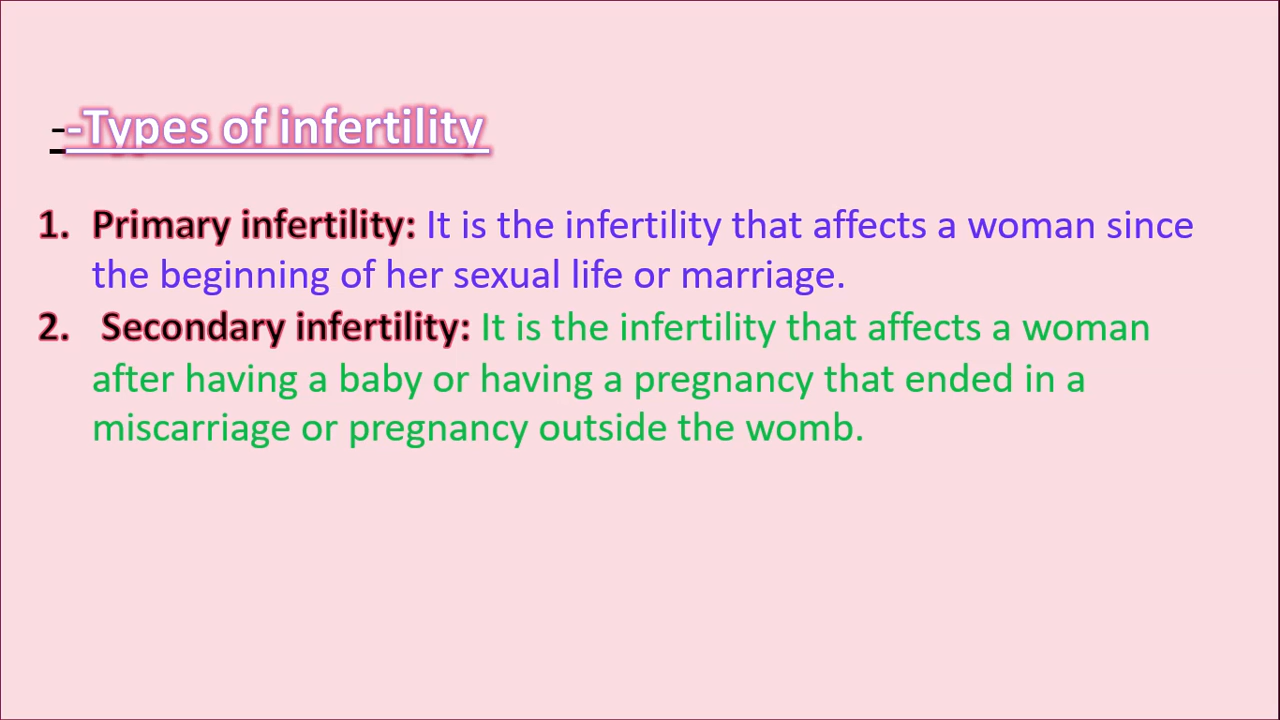 --Types of infertility
1. Primary infertility: It is the infertility that affects a woman since
the beginning of her sexual life or marriage.
2. Secondary infertility: It is the infertility that affects a woman
after having a baby or having a pregnancy that ended in a
miscarriage or pregnancy outside the womb.